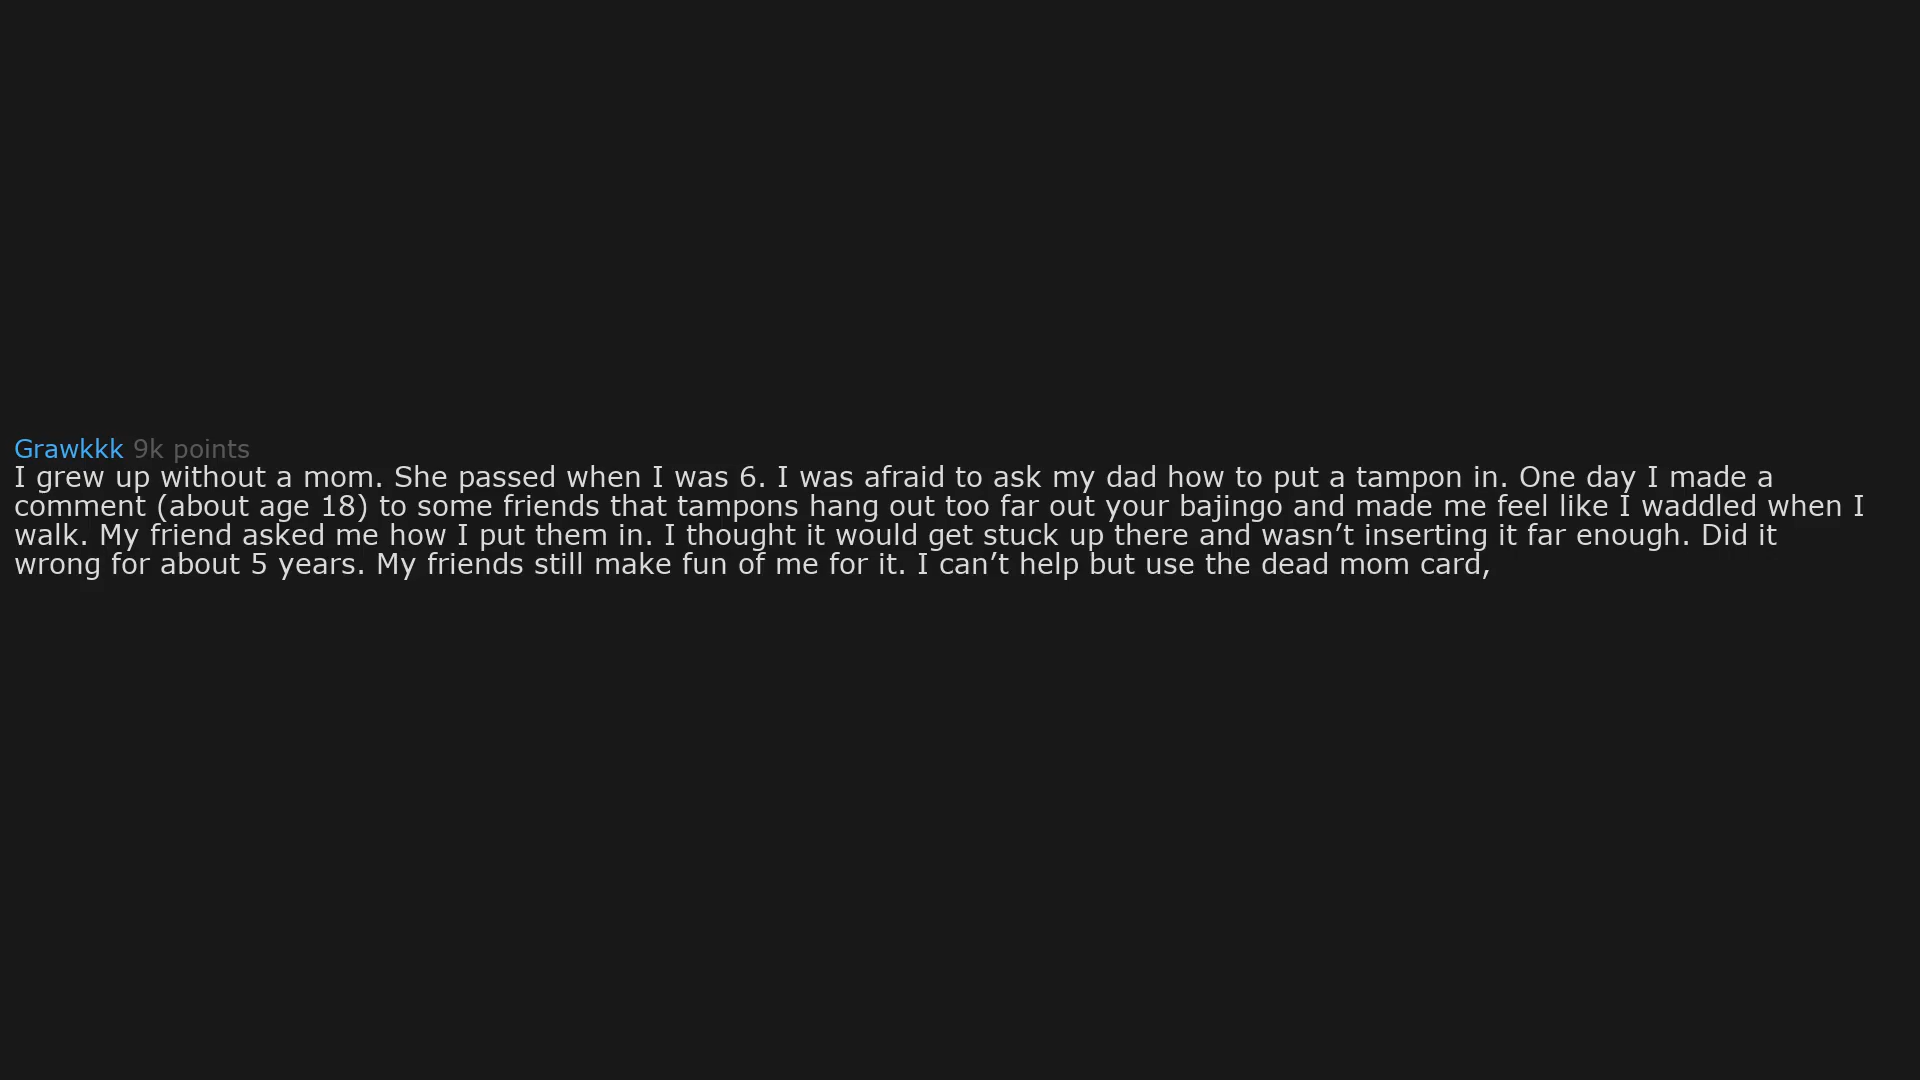 Grawkkk 9k points
I grew up without a mom. She passed when I was 6. I was afraid to ask my dad how to put a tampon in. One day I made a
comment (about age 18) to some friends that tampons hang out too far out your bajingo and made me feel like I waddled when I
walk. My friend asked me how I put them in. I thought it would get stuck up there and wasn’t inserting it far enough. Did it
wrong for about 5 years. My friends still make fun of me for it. I can’t help but use the dead mom card,